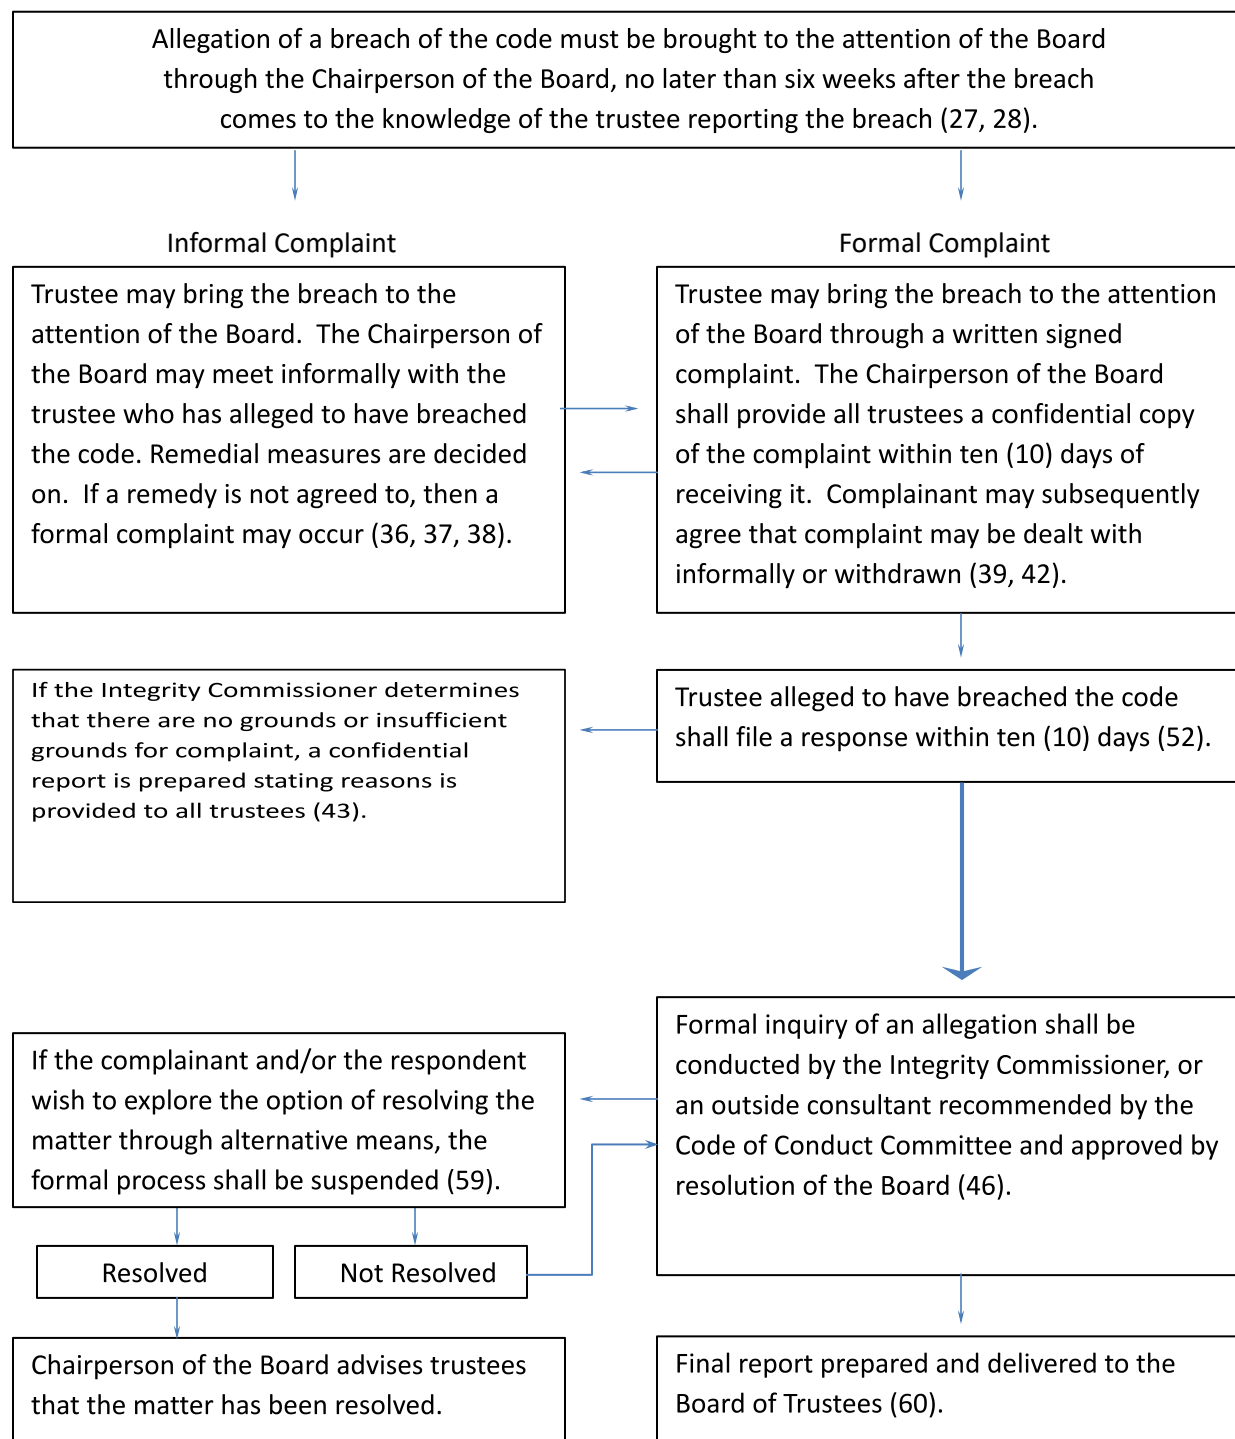 Allegation of a breach of the code must be brought to the attention of the Board
through the Chairperson of the Board, no later than six weeks after the breach
comes to the knowledge of the trustee reporting the breach (27, 28).
Informal Complaint
Trustee may bring the breach to the
attention of the Board.  The Chairperson of
the Board may meet informally with the
trustee who has alleged to have breached
the code. Remedial measures are decided
on.  If a remedy is not agreed to, then a
formal complaint may occur (36, 37, 38).
Formal Complaint
Trustee may bring the breach to the attention
of the Board through a written signed
complaint.  The Chairperson of the Board
shall provide all trustees a confidential copy
of the complaint within ten (10) days of
receiving it.  Complainant may subsequently
agree that complaint may be dealt with
informally or withdrawn (39, 42).
Trustee alleged to have breached the code
shall file a response within ten (10) days (52).
If the Integrity Commissioner determines
that there are no grounds or insufficient
grounds for complaint, a confidential
report is prepared stating reasons is
provided to all trustees (43).
Formal inquiry of an allegation shall be
conducted by the Integrity Commissioner, or
an outside consultant recommended by the
Code of Conduct Committee and approved by
resolution of the Board (46).
If the complainant and/or the respondent
wish to explore the option of resolving the
matter through alternative means, the
formal process shall be suspended (59).
Resolved
Not Resolved
Chairperson of the Board advises trustees
that the matter has been resolved.
Final report prepared and delivered to the
Board of Trustees (60).